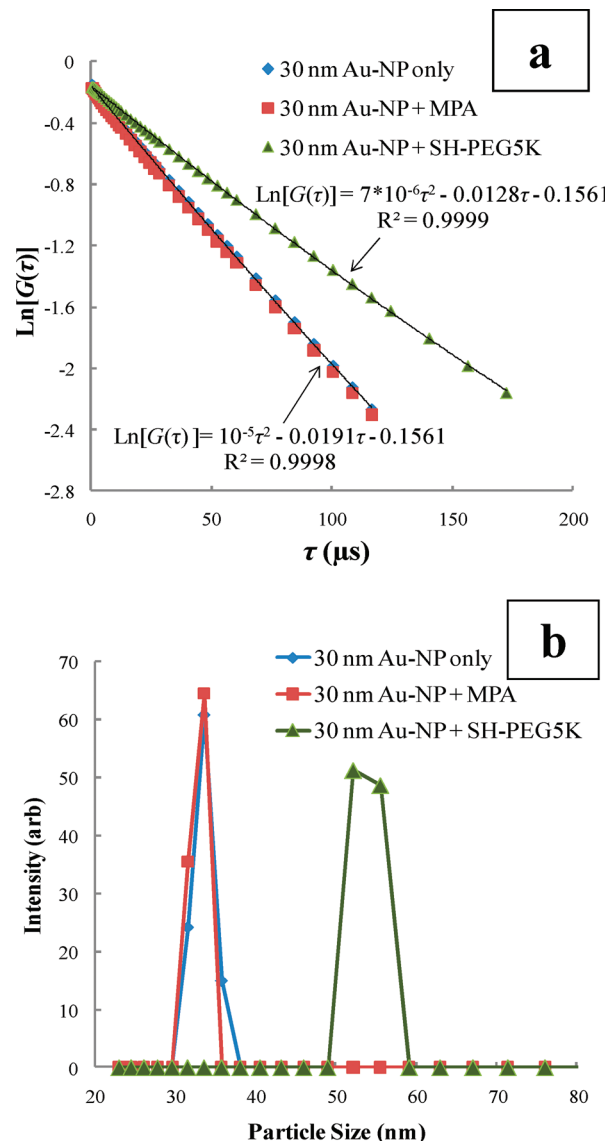 a
-0
30 nm Au-NP only
30 nm Au-NP + MPA
30 nm Au-NP + SH-PEG5K
-0.4
Ln[G(τ)] = 7*10⁻⁶τ² - 0.0128τ - 0.1561
R² = 0.9999
-0.8
-1.2
-1.6
-2
-2.4
-2.8
Ln[G(τ)]
Ln[G(τ)] = 10⁻⁵τ² - 0.0191τ - 0.1561
R² = 0.9998
0 50 100 150 200
τ (µs)
b
70
30 nm Au-NP only
30 nm Au-NP + MPA
30 nm Au-NP + SH-PEG5K
60
50
40
30
20
10
0
Intensity (arb)
20 30 40 50 60 70 80
Particle Size (nm)